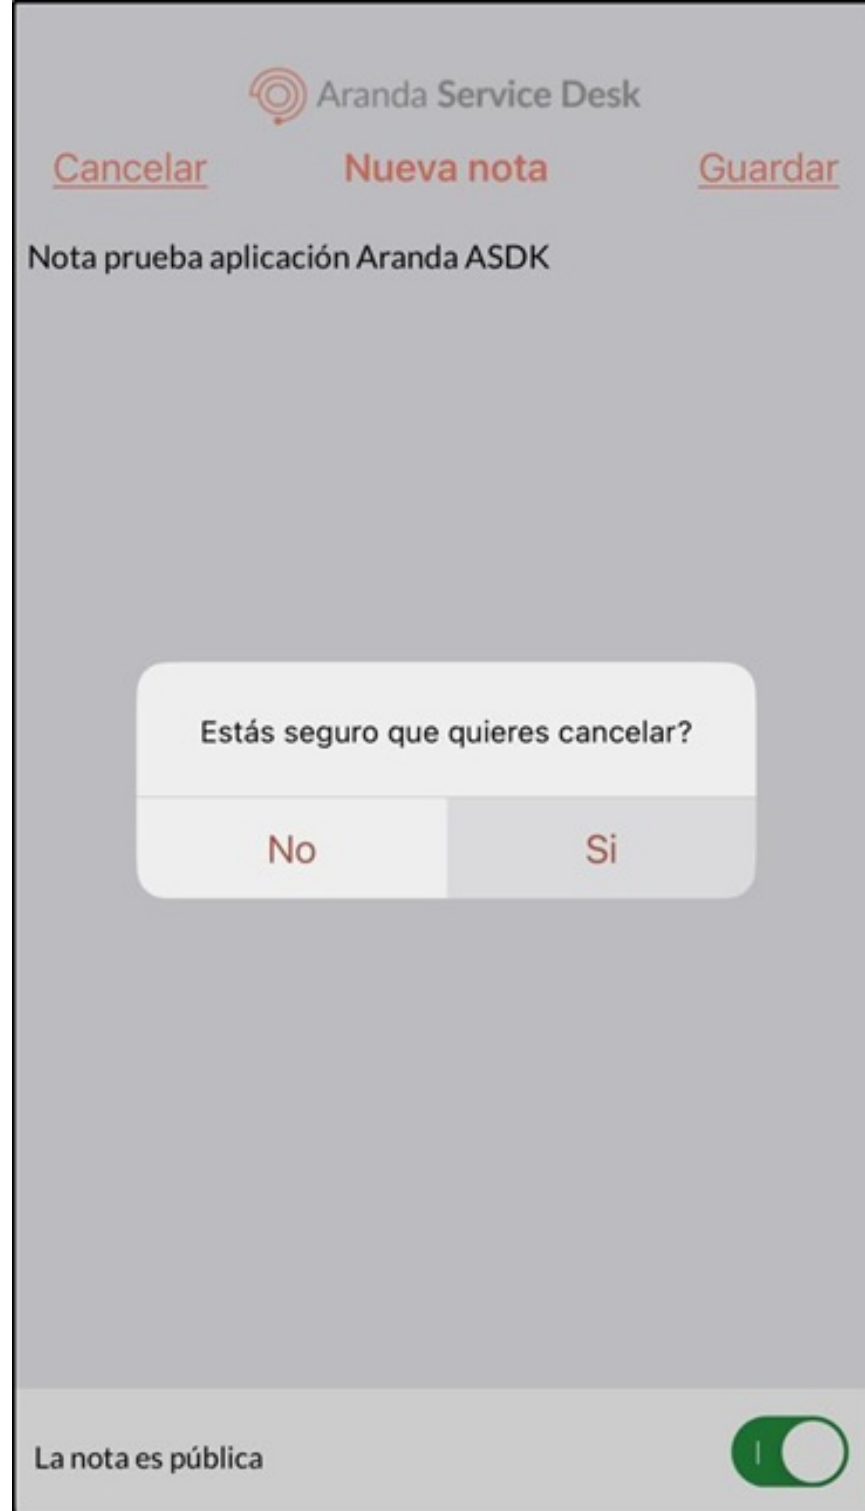 Aranda Service Desk
Cancelar Nueva nota Guardar
Nota prueba aplicación Aranda ASDK
Estás seguro que quieres cancelar?
No Si
La nota es pública